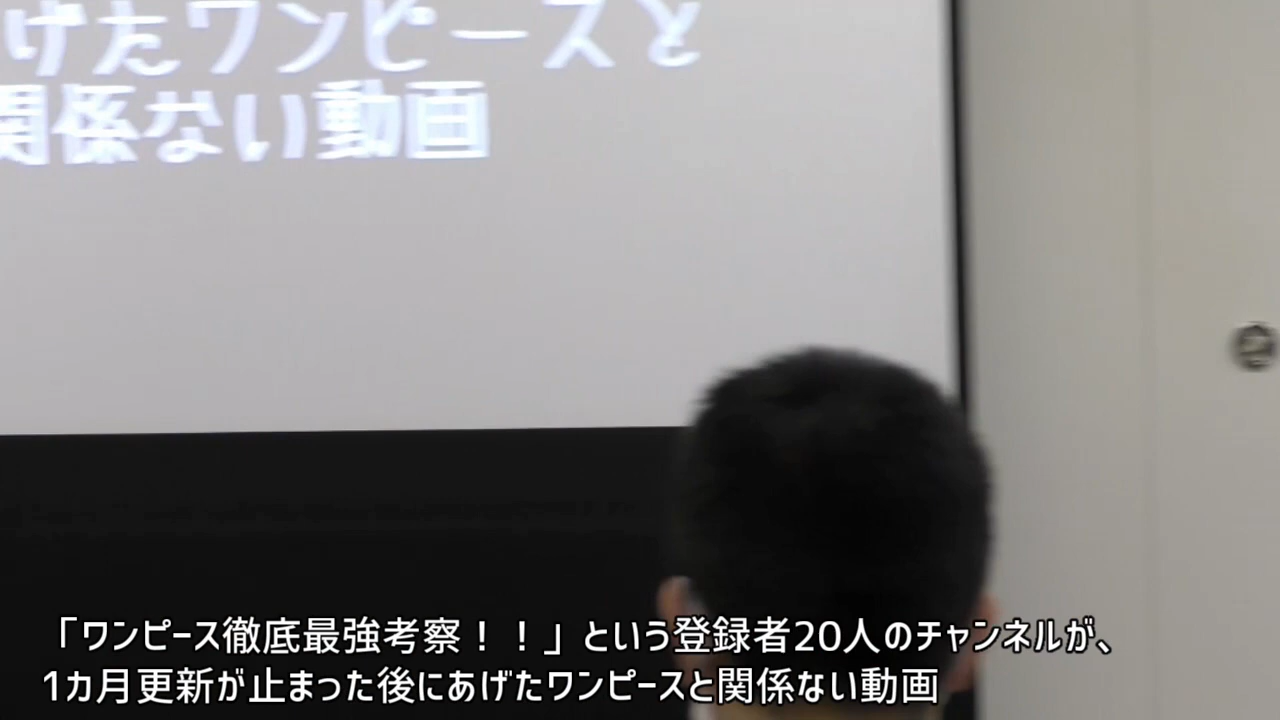 げたワンピースと
関係ない動画
「ワンピース徹底最強考察！！」という登録者20人のチャンネルが、
1カ月更新が止まった後にあげたワンピースと関係ない動画